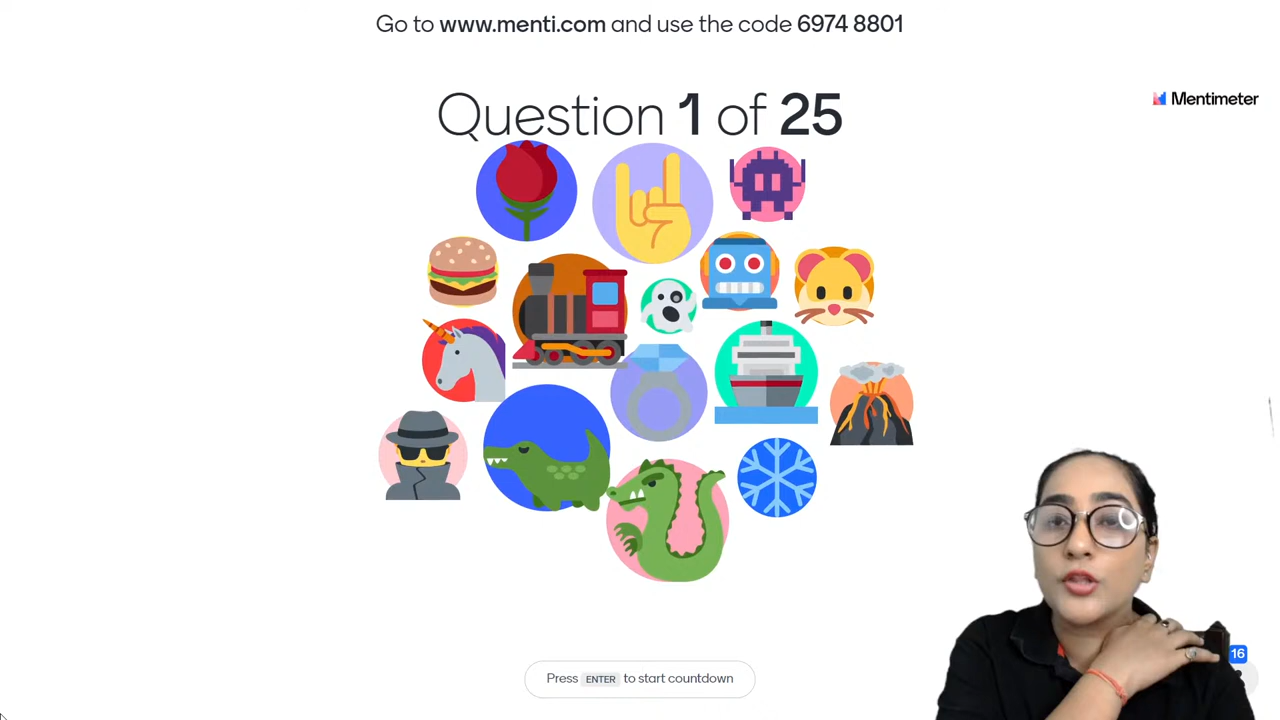 Go to www.menti.com and use the code 6974 8801
Mentimeter
Question 1 of 25
16
Press ENTER to start countdown